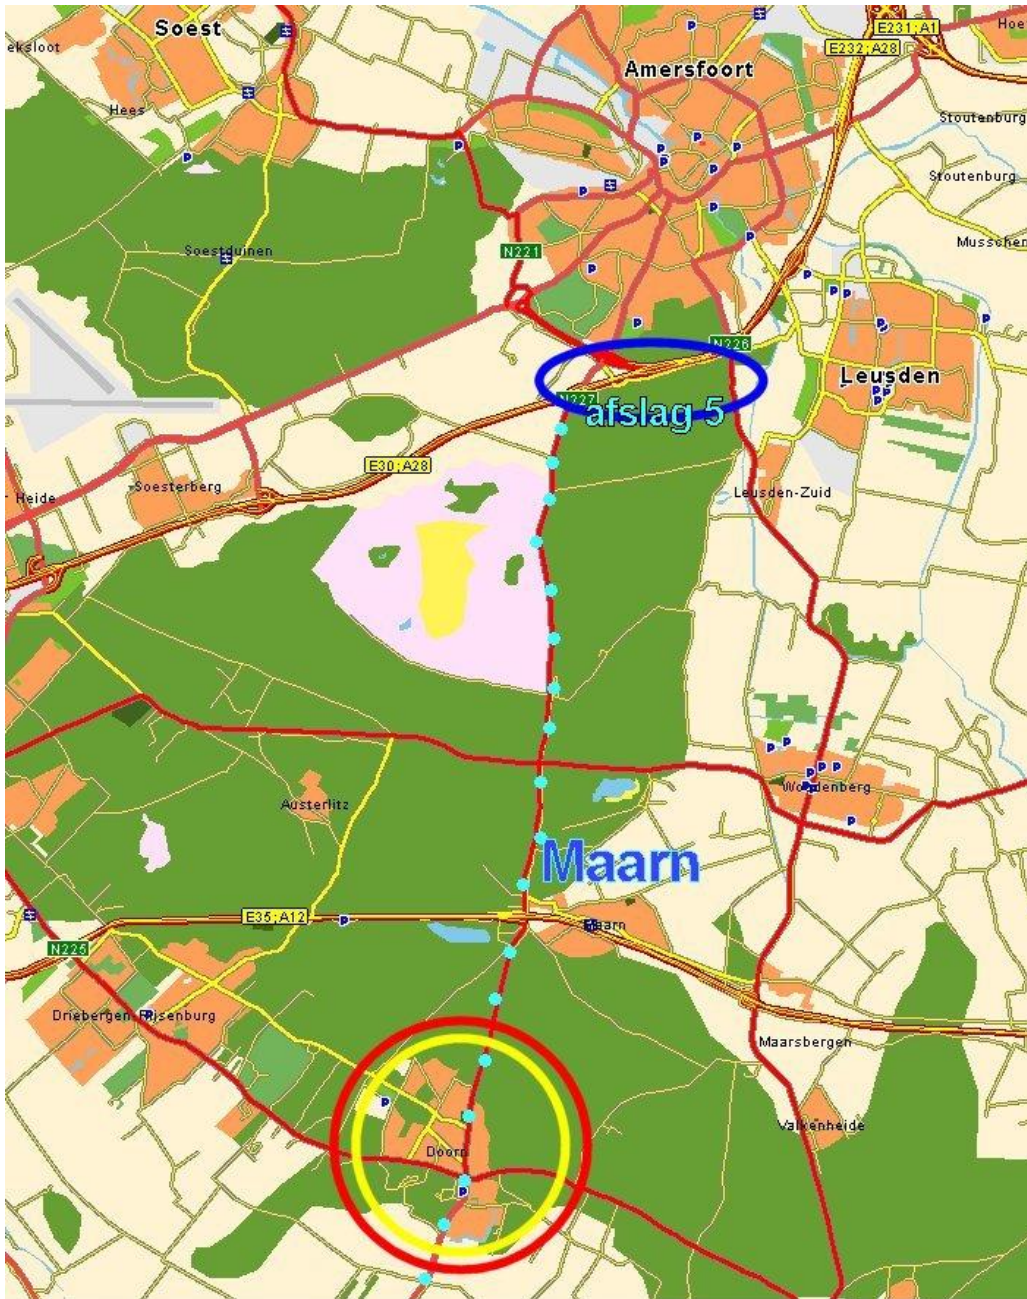 Soest
E231; A1
Hoe
eksloot
E232; A28
Amersfoort
Hees
Stoutenburg
Stoutenburg
Soestduinen
N221
Musschen
N226
Leusden
N227
afslag 5
E30; A28
Soesterberg
Heide
Leusden-Zuid
Woudenberg
Austerlitz
Maarn
E35; A12
Maarn
N225
Driebergen-Rijsenburg
Maarsbergen
Valkenheide
Doorn